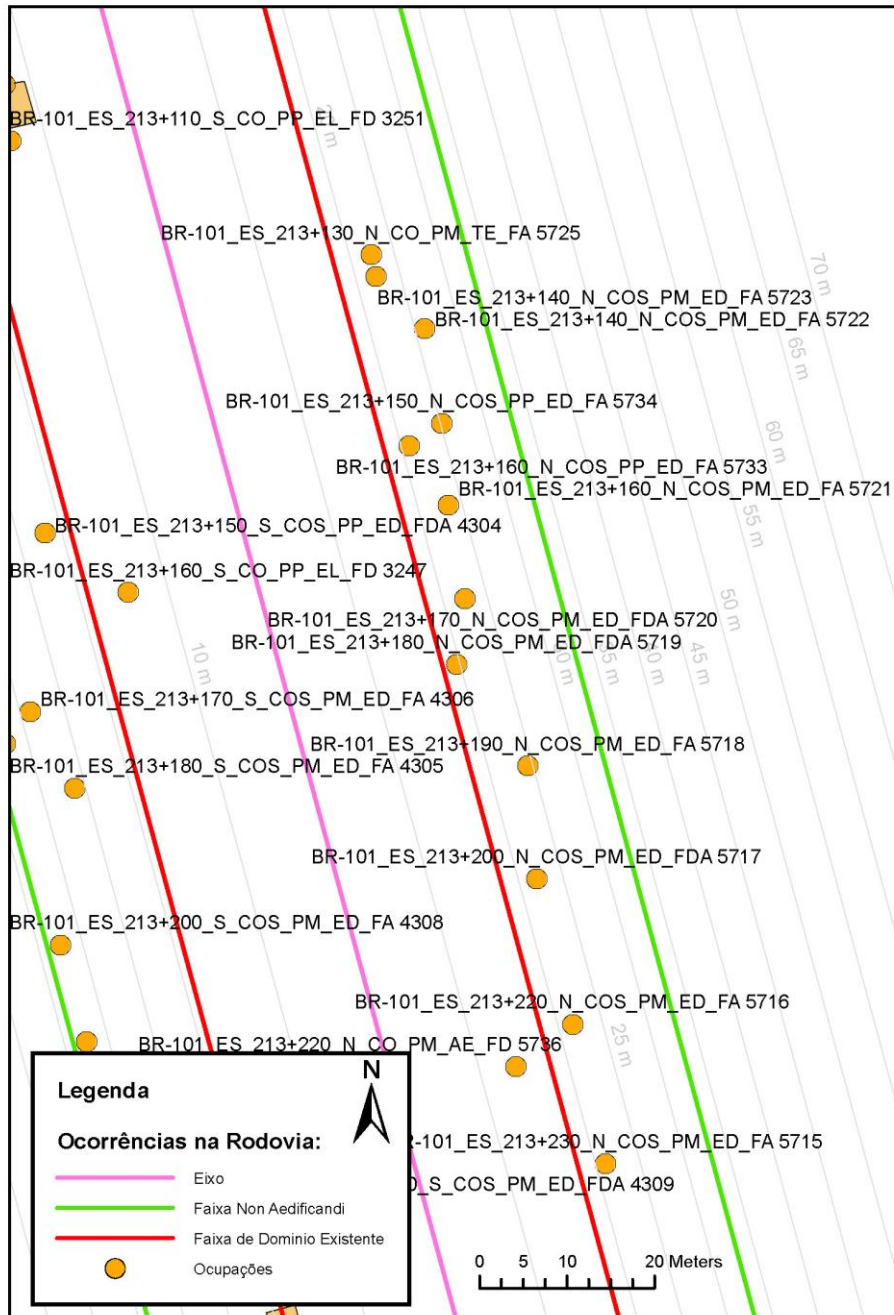 BR-101_ES_213+110_S_CO_PP_EL_FD 3251
BR-101_ES_213+130_N_CO_PM_TE_FA 5725
70 m
BR-101_ES_213+140_N_COS_PM_ED_FA 5723
BR-101_ES_213+140_N_COS_PM_ED_FA 5722
65 m
BR-101_ES_213+150_N_COS_PP_ED_FA 5734
60 m
BR-101_ES_213+160_N_COS_PP_ED_FA 5733
BR-101_ES_213+160_N_COS_PM_ED_FA 5721
55 m
BR-101_ES_213+150_S_COS_PP_ED_FDA 4304
BR-101_ES_213+160_S_CO_PP_EL_FD 3247
50 m
BR-101_ES_213+170_N_COS_PM_ED_FDA 5720
BR-101_ES_213+180_N_COS_PM_ED_FDA 5719
10 m
45 m
BR-101_ES_213+170_S_COS_PM_ED_FA 4306
BR-101_ES_213+190_N_COS_PM_ED_FA 5718
BR-101_ES_213+180_S_COS_PM_ED_FA 4305
BR-101_ES_213+200_N_COS_PM_ED_FDA 5717
BR-101_ES_213+200_S_COS_PM_ED_FA 4308
BR-101_ES_213+220_N_COS_PM_ED_FA 5716
BR-101_ES_213+220_N_CO_PM_AE_FD 5736
25 m
-101_ES_213+230_N_COS_PM_ED_FA 5715
0_S_COS_PM_ED_FDA 4309
N
Legenda
Ocorrências na Rodovia:
Eixo
Faixa Non Aedificandi
Faixa de Dominio Existente
Ocupações
0 5 10 20 Meters